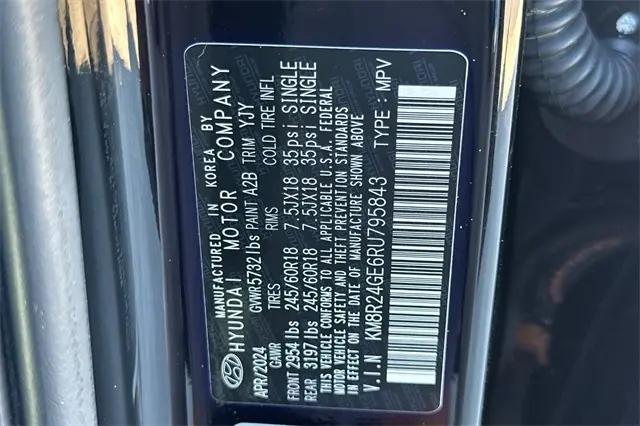 MANUFACTURED IN KOREA BY
HYUNDAI MOTOR COMPANY
APR/2024 GVWR5732 lbs PAINT A2B TRIM YJY
GAWR TIRES RIMS COLD TIRE INFL
FRONT 2954 lbs 245/60R18 7.5JX18 35psi SINGLE
REAR 3197 lbs 245/60R18 7.5JX18 35psi SINGLE
THIS VEHICLE CONFORMS TO ALL APPLICABLE U.S.A. FEDERAL
MOTOR VEHICLE SAFETY AND THEFT PREVENTION STANDARDS
IN EFFECT ON THE DATE OF MANUFACTURE SHOWN ABOVE
V.I.N KM8R24GE6RU795843 TYPE: MPV